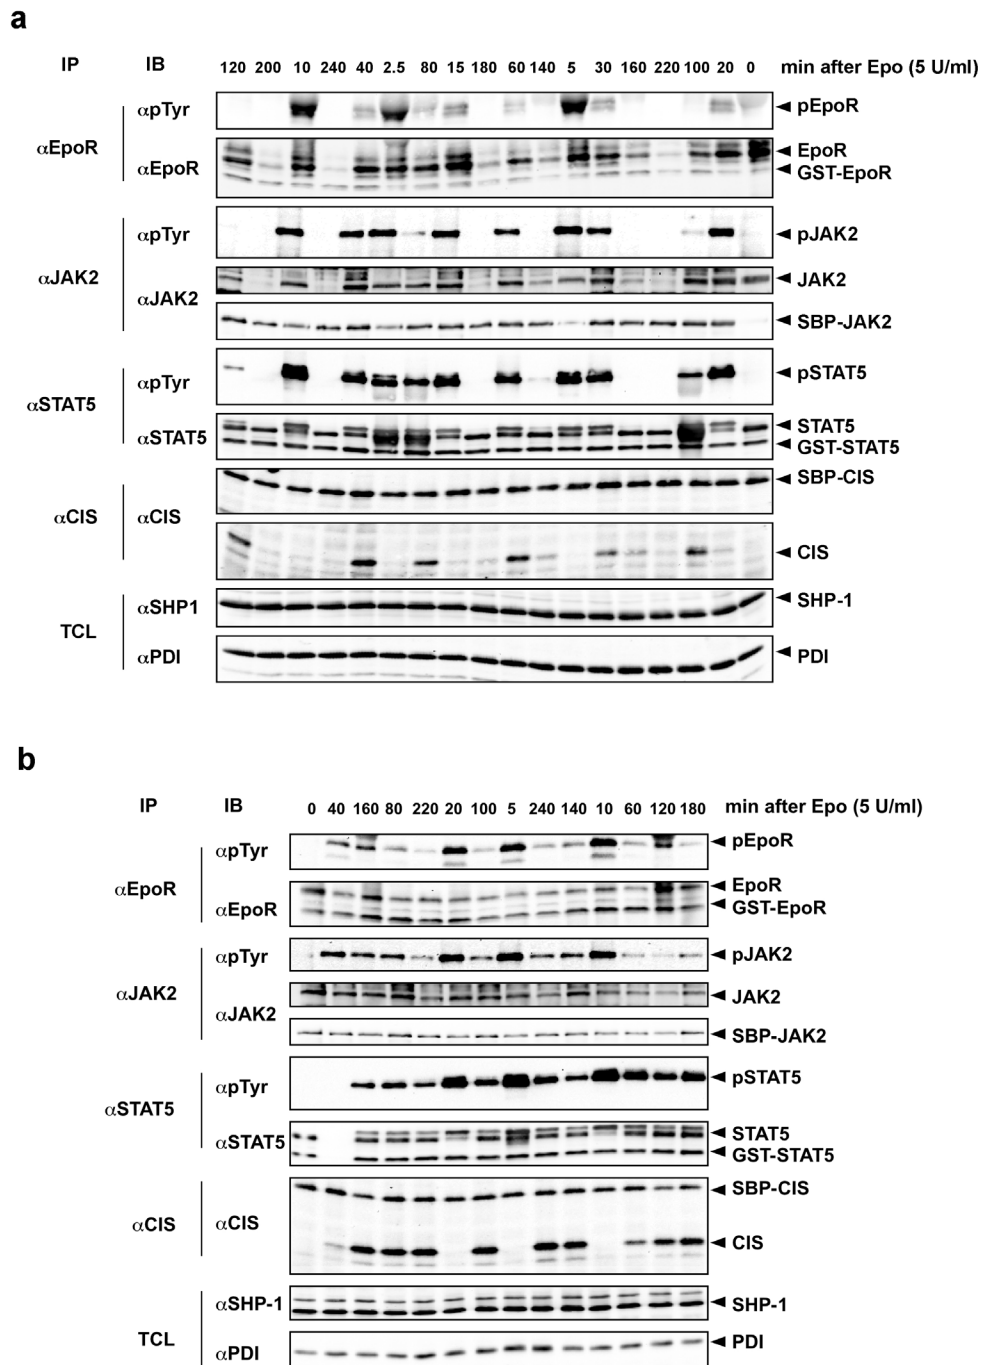 a
IP IB 120 200 10 240 40 2.5 80 15 180 60 140 5 30 160 220 100 20 0 min after Epo (5 U/ml)
αEpoR αpTyr pEpoR
αEpoR EpoR
GST-EpoR
αJAK2 αpTyr pJAK2
αJAK2 JAK2
SBP-JAK2
αSTAT5 αpTyr pSTAT5
αSTAT5 STAT5
GST-STAT5
αCIS αCIS SBP-CIS
CIS
TCL αSHP1 SHP-1
αPDI PDI
b
IP IB 0 40 160 80 220 20 100 5 240 140 10 60 120 180 min after Epo (5 U/ml)
αEpoR αpTyr pEpoR
αEpoR EpoR
GST-EpoR
αJAK2 αpTyr pJAK2
αJAK2 JAK2
SBP-JAK2
αSTAT5 αpTyr pSTAT5
αSTAT5 STAT5
GST-STAT5
αCIS αCIS SBP-CIS
CIS
TCL αSHP-1 SHP-1
αPDI PDI